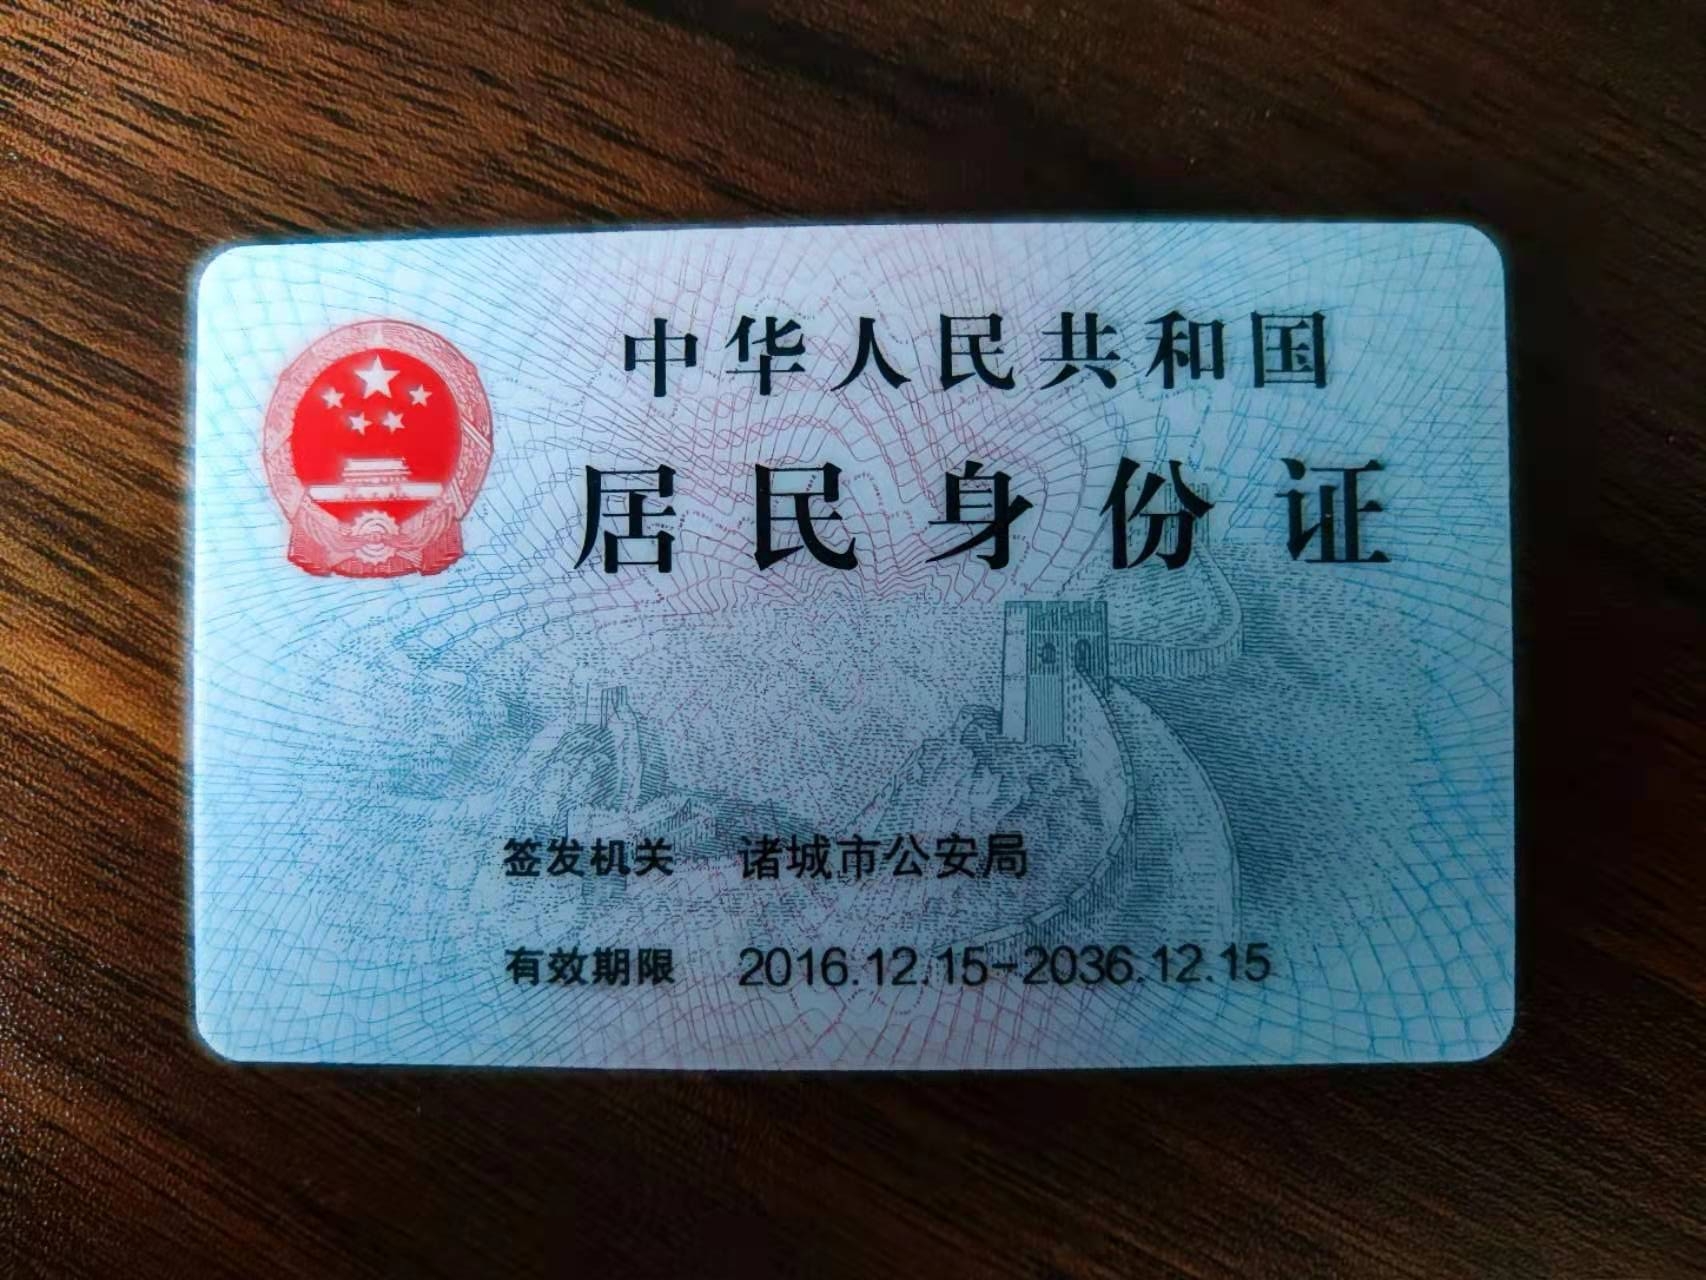 中华人民共和国
居民身份证
签发机关 诸城市公安局
有效期限 2016.12.15-2036.12.15